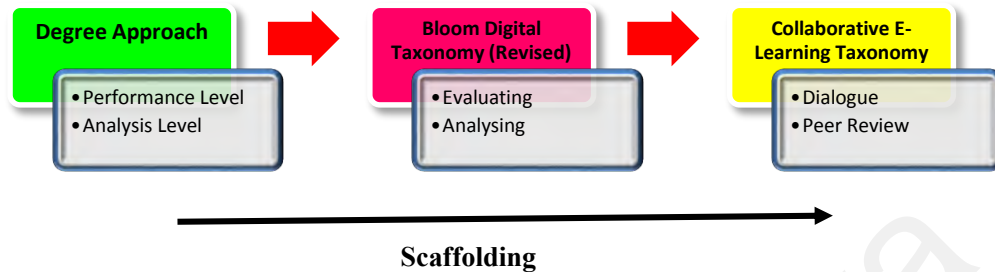 Degree Approach
•Performance Level
•Analysis Level
Bloom Digital
Taxonomy (Revised)
•Evaluating
•Analysing
Collaborative E-
Learning Taxonomy
•Dialogue
•Peer Review
Scaffolding